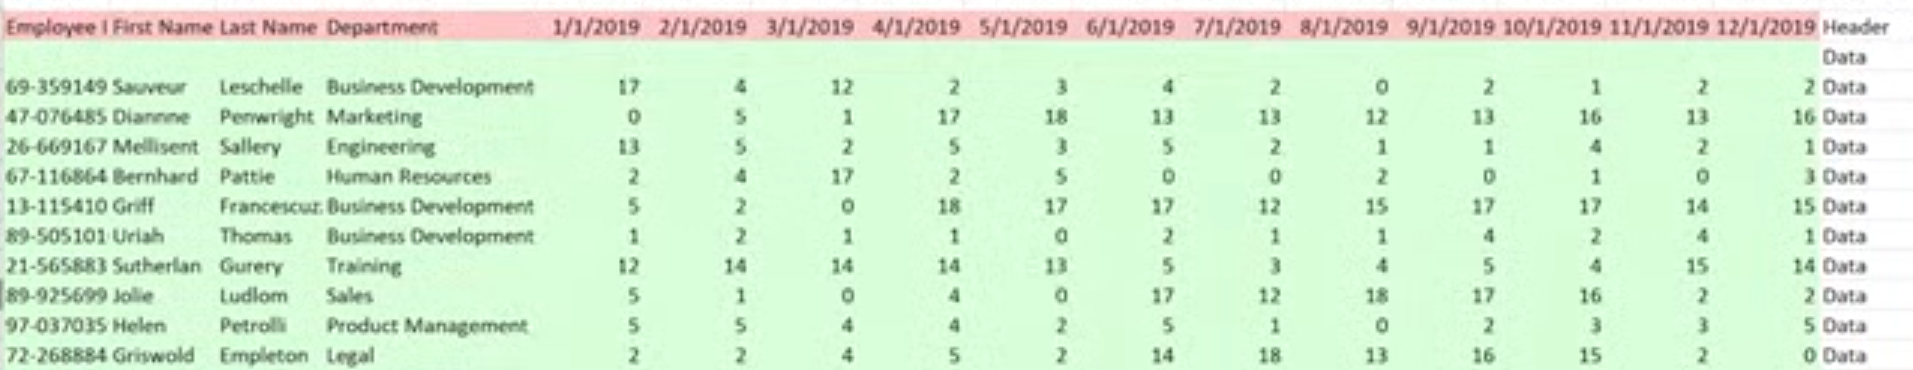 Employee I First Name Last Name Department 1/1/2019 2/1/2019 3/1/2019 4/1/2019 5/1/2019 6/1/2019 7/1/2019 8/1/2019 9/1/2019 10/1/2019 11/1/2019 12/1/2019 Header
Data
69-359149 Sauveur Leschelle Business Development 17 4 12 2 3 4 2 0 2 1 2 2 Data
47-076485 Diannne Penwright Marketing 0 5 1 17 18 13 13 12 13 16 13 16 Data
26-669167 Mellisent Sallery Engineering 13 5 2 5 3 5 2 1 1 4 2 1 Data
67-116864 Bernhard Pattie Human Resources 2 4 17 2 5 0 0 2 0 1 0 3 Data
13-115410 Griff Francescuz Business Development 5 2 0 18 17 17 12 15 17 17 14 15 Data
89-505101 Uriah Thomas Business Development 1 2 1 1 0 2 1 1 4 2 4 1 Data
21-565883 Sutherlan Gurery Training 12 14 14 14 13 5 3 4 5 4 15 14 Data
89-925699 Jolie Ludlom Sales 5 1 0 4 0 17 12 18 17 16 2 2 Data
97-037035 Helen Petrolli Product Management 5 5 4 4 2 5 1 0 2 3 3 5 Data
72-268884 Griswold Empleton Legal 2 2 4 5 2 14 18 13 16 15 2 0 Data